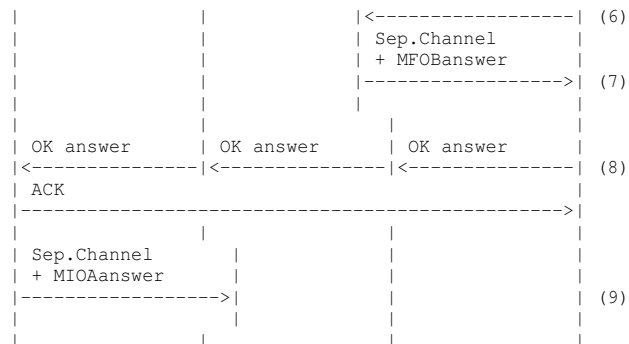 |                |             |<------------------| (6)
|                |             | Sep.Channel       |
|                |             | + MFOBanswer      |
|                |             |------------------>| (7)
|                |             |                   |
|                |                |                |
| OK answer      | OK answer      | OK answer      |
|<---------------|<---------------|<---------------| (8)
| ACK                                              |
|------------------------------------------------->|
|                |                |                |
| Sep.Channel       |             |                |
| + MIOAanswer      |             |                |
|------------------>|             |                | (9)
|                   |             |                |
|                |                |                |